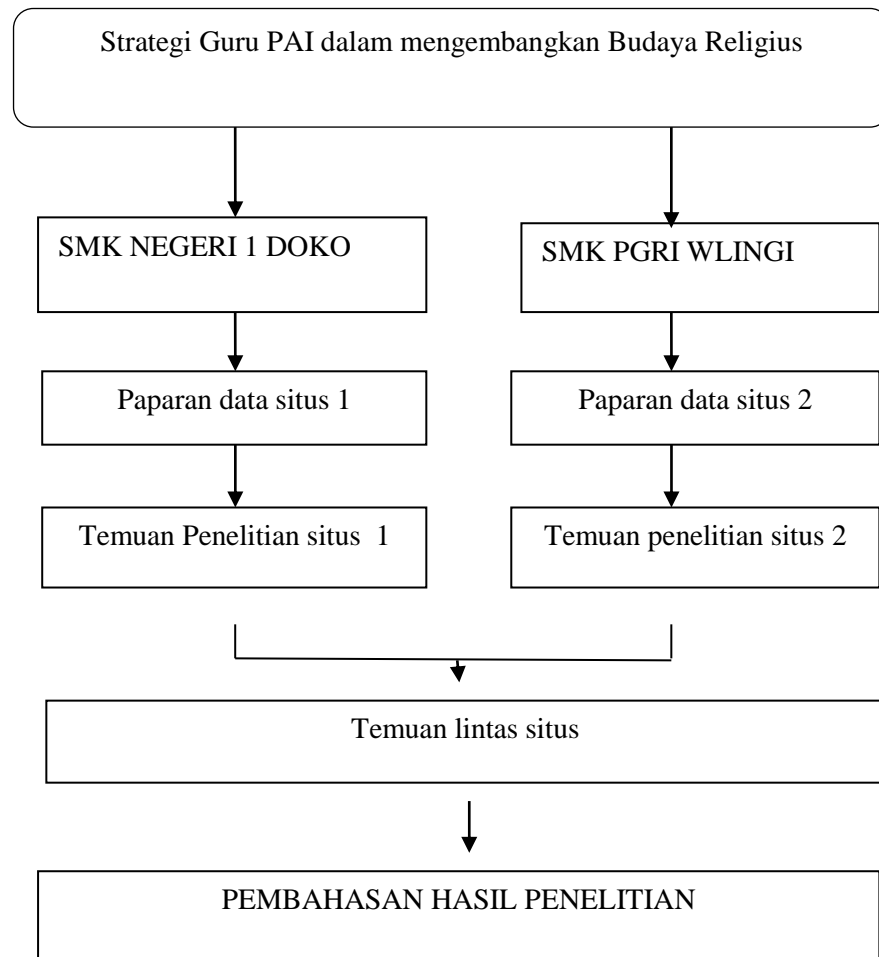 Strategi Guru PAI dalam mengembangkan Budaya Religius
SMK NEGERI 1 DOKO
SMK PGRI WLINGI
Paparan data situs 1
Paparan data situs 2
Temuan Penelitian situs  1
Temuan penelitian situs 2
Temuan lintas situs
PEMBAHASAN HASIL PENELITIAN